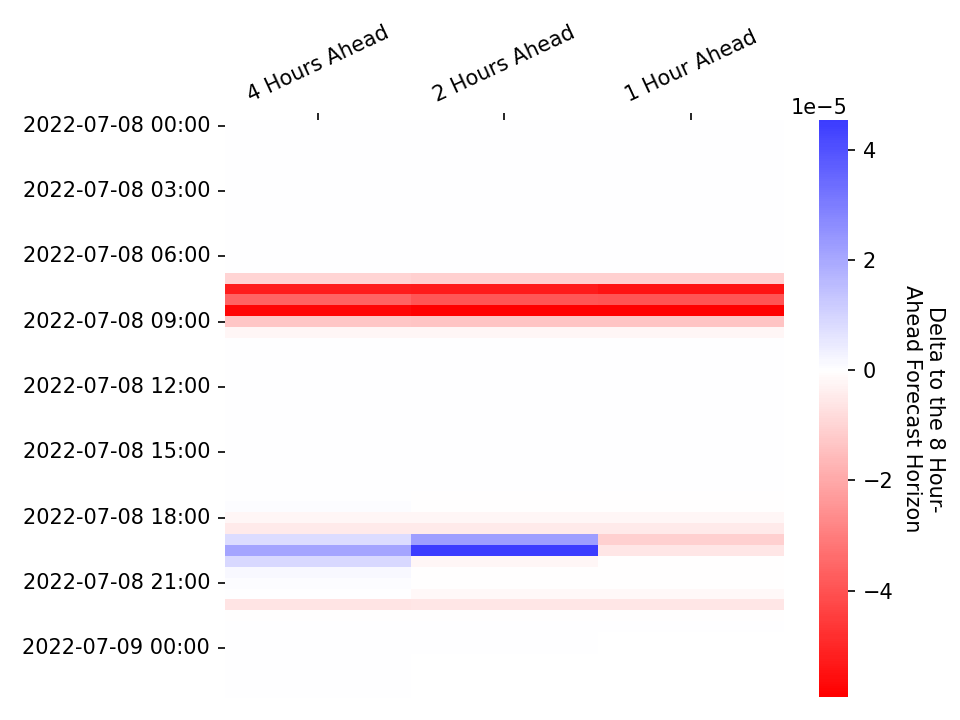 4 Hours Ahead
2 Hours Ahead
1 Hour Ahead
1e−5
2022-07-08 00:00
2022-07-08 03:00
2022-07-08 06:00
2022-07-08 09:00
2022-07-08 12:00
2022-07-08 15:00
2022-07-08 18:00
2022-07-08 21:00
2022-07-09 00:00
4
2
0
−2
−4
Delta to the 8 Hour-
Ahead Forecast Horizon